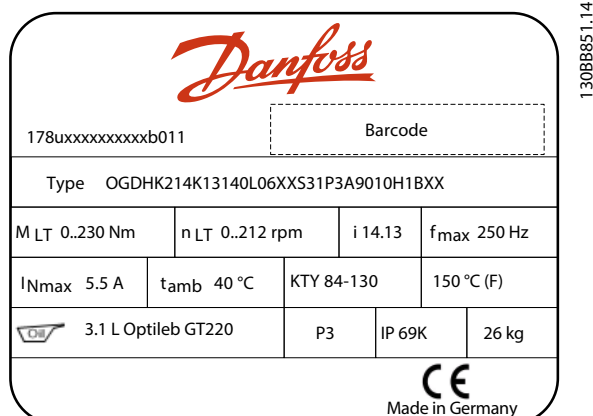 Danfoss
130BB851.14
178uxxxxxxxxxxb011
Barcode
Type OGDHK214K13140L06XXS31P3A9010H1BXX
M LT 0..230 Nm n LT 0..212 rpm i 14.13 fmax 250 Hz
INmax 5.5 A tamb 40 °C KTY 84-130 150 °C (F)
Oil 3.1 L Optileb GT220 P3 IP 69K 26 kg
CE
Made in Germany